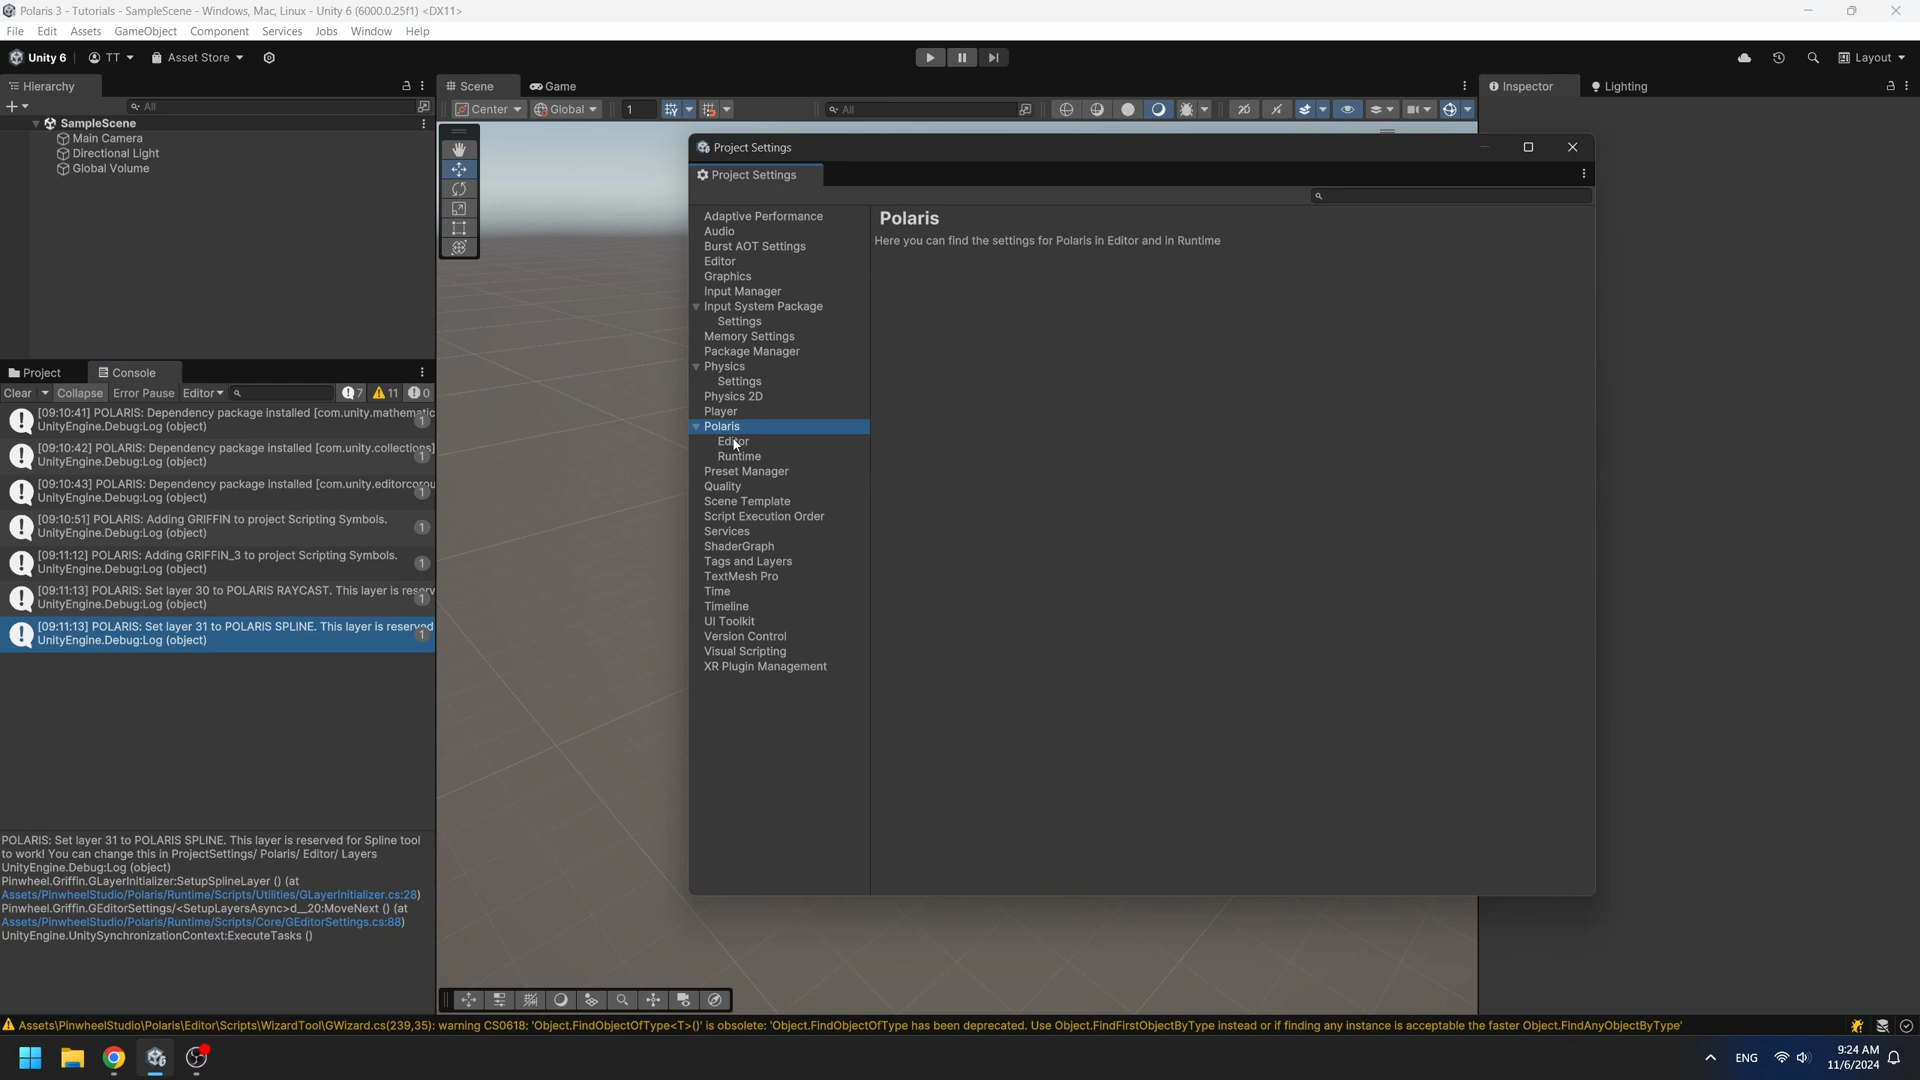 Polaris 3 - Tutorials - SampleScene - Windows, Mac, Linux - Unity 6 (6000.0.25f1) <DX11>
File Edit Assets GameObject Component Services Jobs Window Help
Unity 6 TT Asset Store Layout
Hierarchy Scene Game Inspector Lighting
All Center Global 1 All
SampleScene
Main Camera
Directional Light
Global Volume
Project Console
Clear Collapse Error Pause Editor 7 11 0
[09:10:41] POLARIS: Dependency package installed [com.unity.mathematic
UnityEngine.Debug:Log (object) 1
[09:10:42] POLARIS: Dependency package installed [com.unity.collections]
UnityEngine.Debug:Log (object) 1
[09:10:43] POLARIS: Dependency package installed [com.unity.editorcorou
UnityEngine.Debug:Log (object) 1
[09:10:51] POLARIS: Adding GRIFFIN to project Scripting Symbols.
UnityEngine.Debug:Log (object) 1
[09:11:12] POLARIS: Adding GRIFFIN_3 to project Scripting Symbols.
UnityEngine.Debug:Log (object) 1
[09:11:13] POLARIS: Set layer 30 to POLARIS RAYCAST. This layer is reserv
UnityEngine.Debug:Log (object) 1
[09:11:13] POLARIS: Set layer 31 to POLARIS SPLINE. This layer is reserved
UnityEngine.Debug:Log (object) 1
POLARIS: Set layer 31 to POLARIS SPLINE. This layer is reserved for Spline tool
to work! You can change this in ProjectSettings/ Polaris/ Editor/ Layers
UnityEngine.Debug:Log (object)
Pinwheel.Griffin.GLayerInitializer:SetupSplineLayer () (at
Assets/PinwheelStudio/Polaris/Runtime/Scripts/Utilities/GLayerInitializer.cs:28)
Pinwheel.Griffin.GEditorSettings/<SetupLayersAsync>d__20:MoveNext () (at
Assets/PinwheelStudio/Polaris/Runtime/Scripts/Core/GEditorSettings.cs:88)
UnityEngine.UnitySynchronizationContext:ExecuteTasks ()
Project Settings
Project Settings
Adaptive Performance
Audio
Burst AOT Settings
Editor
Graphics
Input Manager
Input System Package
Settings
Memory Settings
Package Manager
Physics
Settings
Physics 2D
Player
Polaris
Editor
Runtime
Preset Manager
Quality
Scene Template
Script Execution Order
Services
ShaderGraph
Tags and Layers
TextMesh Pro
Time
Timeline
UI Toolkit
Version Control
Visual Scripting
XR Plugin Management
Polaris
Here you can find the settings for Polaris in Editor and in Runtime
Assets\PinwheelStudio\Polaris\Editor\Scripts\WizardTool\GWizard.cs(239,35): warning CS0618: 'Object.FindObjectOfType<T>()' is obsolete: 'Object.FindObjectOfType has been deprecated. Use Object.FindFirstObjectByType instead or if finding any instance is acceptable the faster Object.FindAnyObjectByType'
ENG 9:24 AM
11/6/2024